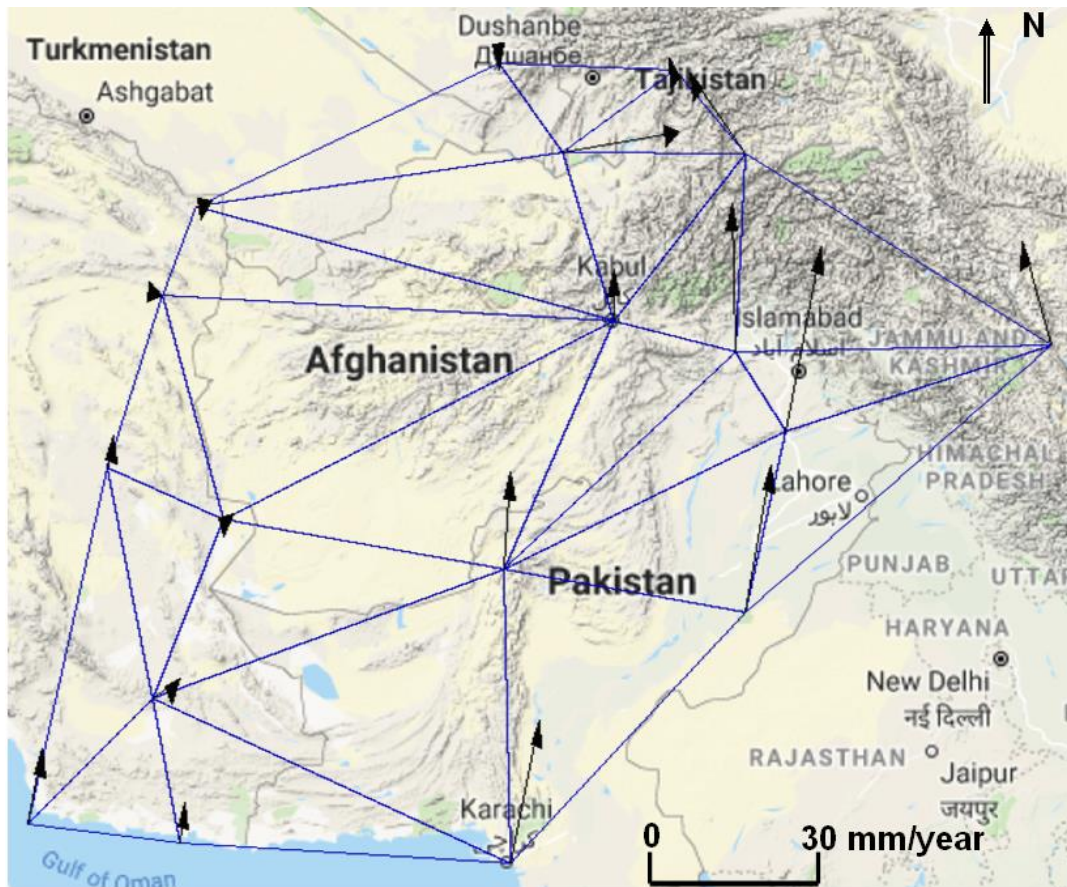 N
Dushanbe
Душанбе
Turkmenistan
Ashgabat
Tajikistan
Kabul
Islamabad
اسلام آباد
Afghanistan
JAMMU AND
KASHMIR
HIMACHAL
PRADESH
Lahore
لاہور
PUNJAB
Pakistan
HARYANA
New Delhi
नई दिल्ली
RAJASTHAN
Jaipur
जयपुर
Karachi
0
30 mm/year
Gulf of Oman